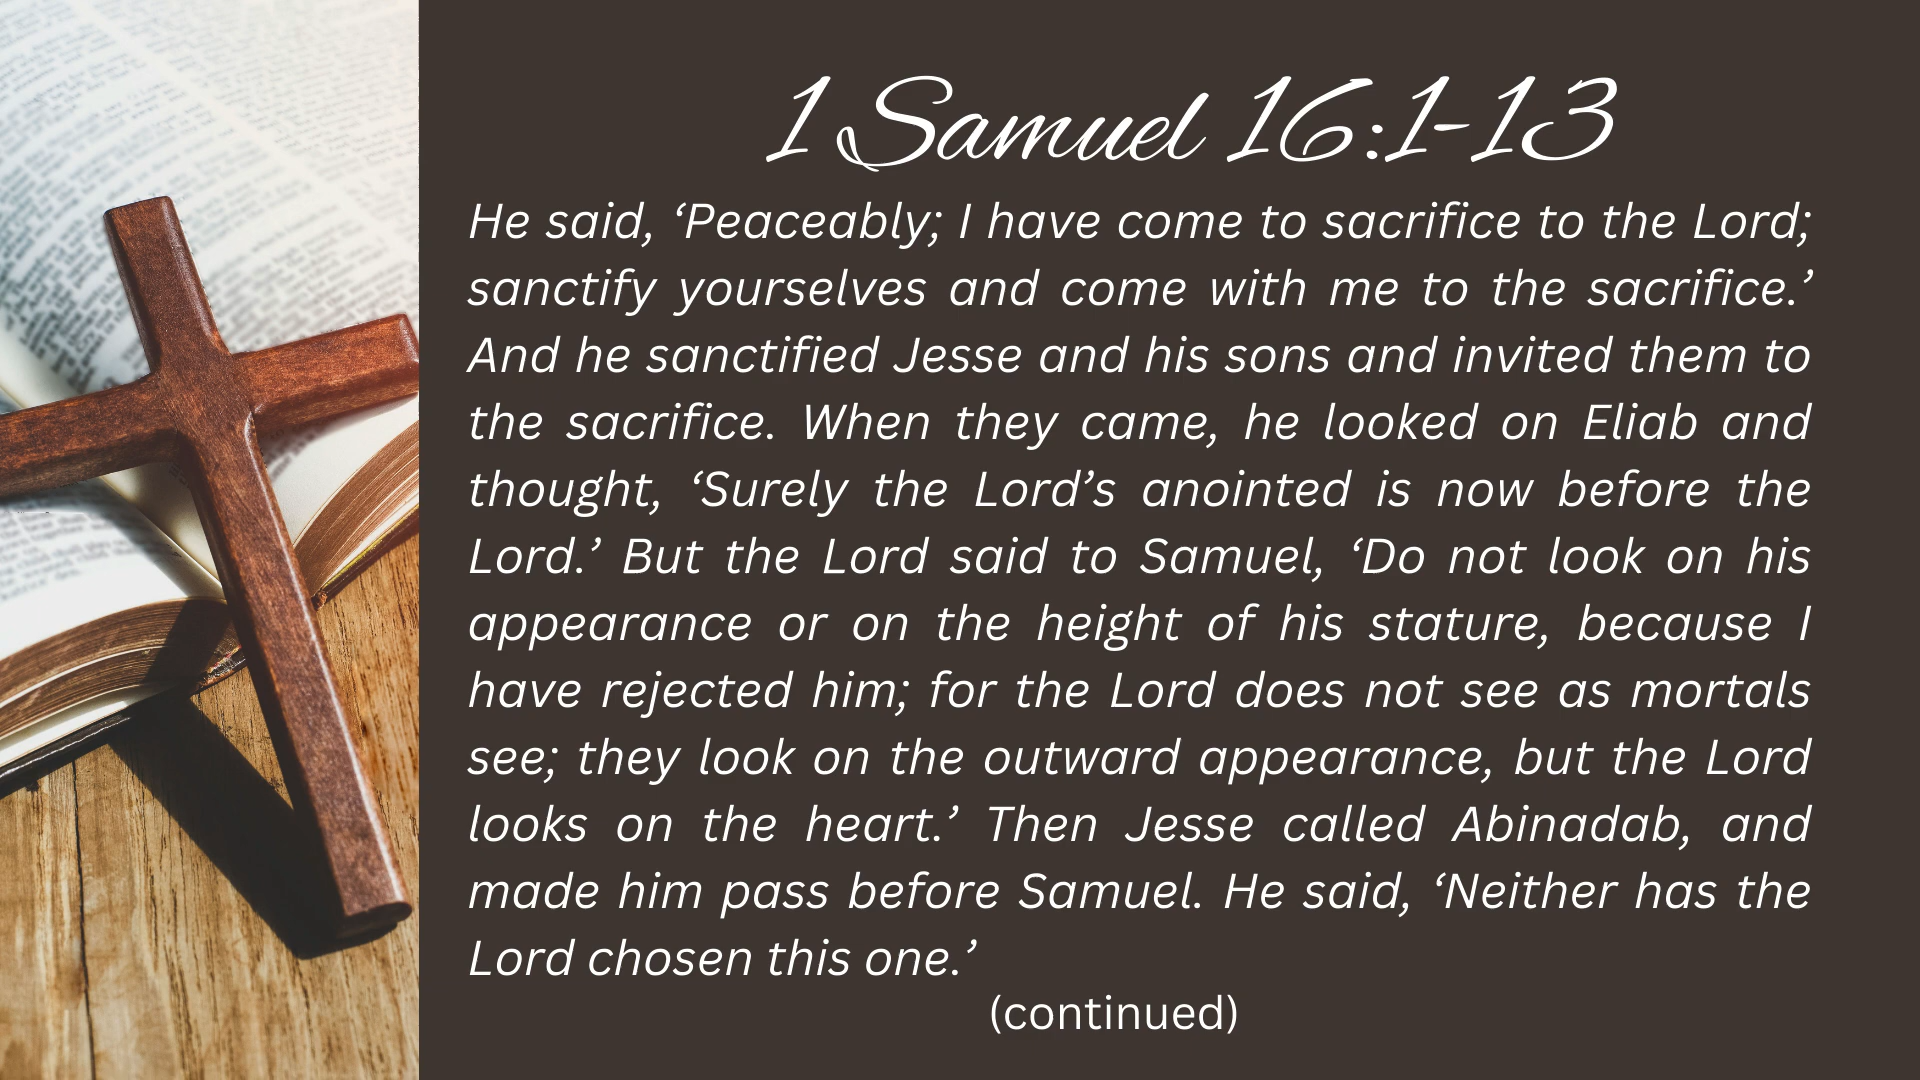 1 Samuel 16:1-13
He said, ‘Peaceably; I have come to sacrifice to the Lord;
sanctify yourselves and come with me to the sacrifice.’
And he sanctified Jesse and his sons and invited them to
the sacrifice. When they came, he looked on Eliab and
thought, ‘Surely the Lord’s anointed is now before the
Lord.’ But the Lord said to Samuel, ‘Do not look on his
appearance or on the height of his stature, because I
have rejected him; for the Lord does not see as mortals
see; they look on the outward appearance, but the Lord
looks on the heart.’ Then Jesse called Abinadab, and
made him pass before Samuel. He said, ‘Neither has the
Lord chosen this one.’
(continued)